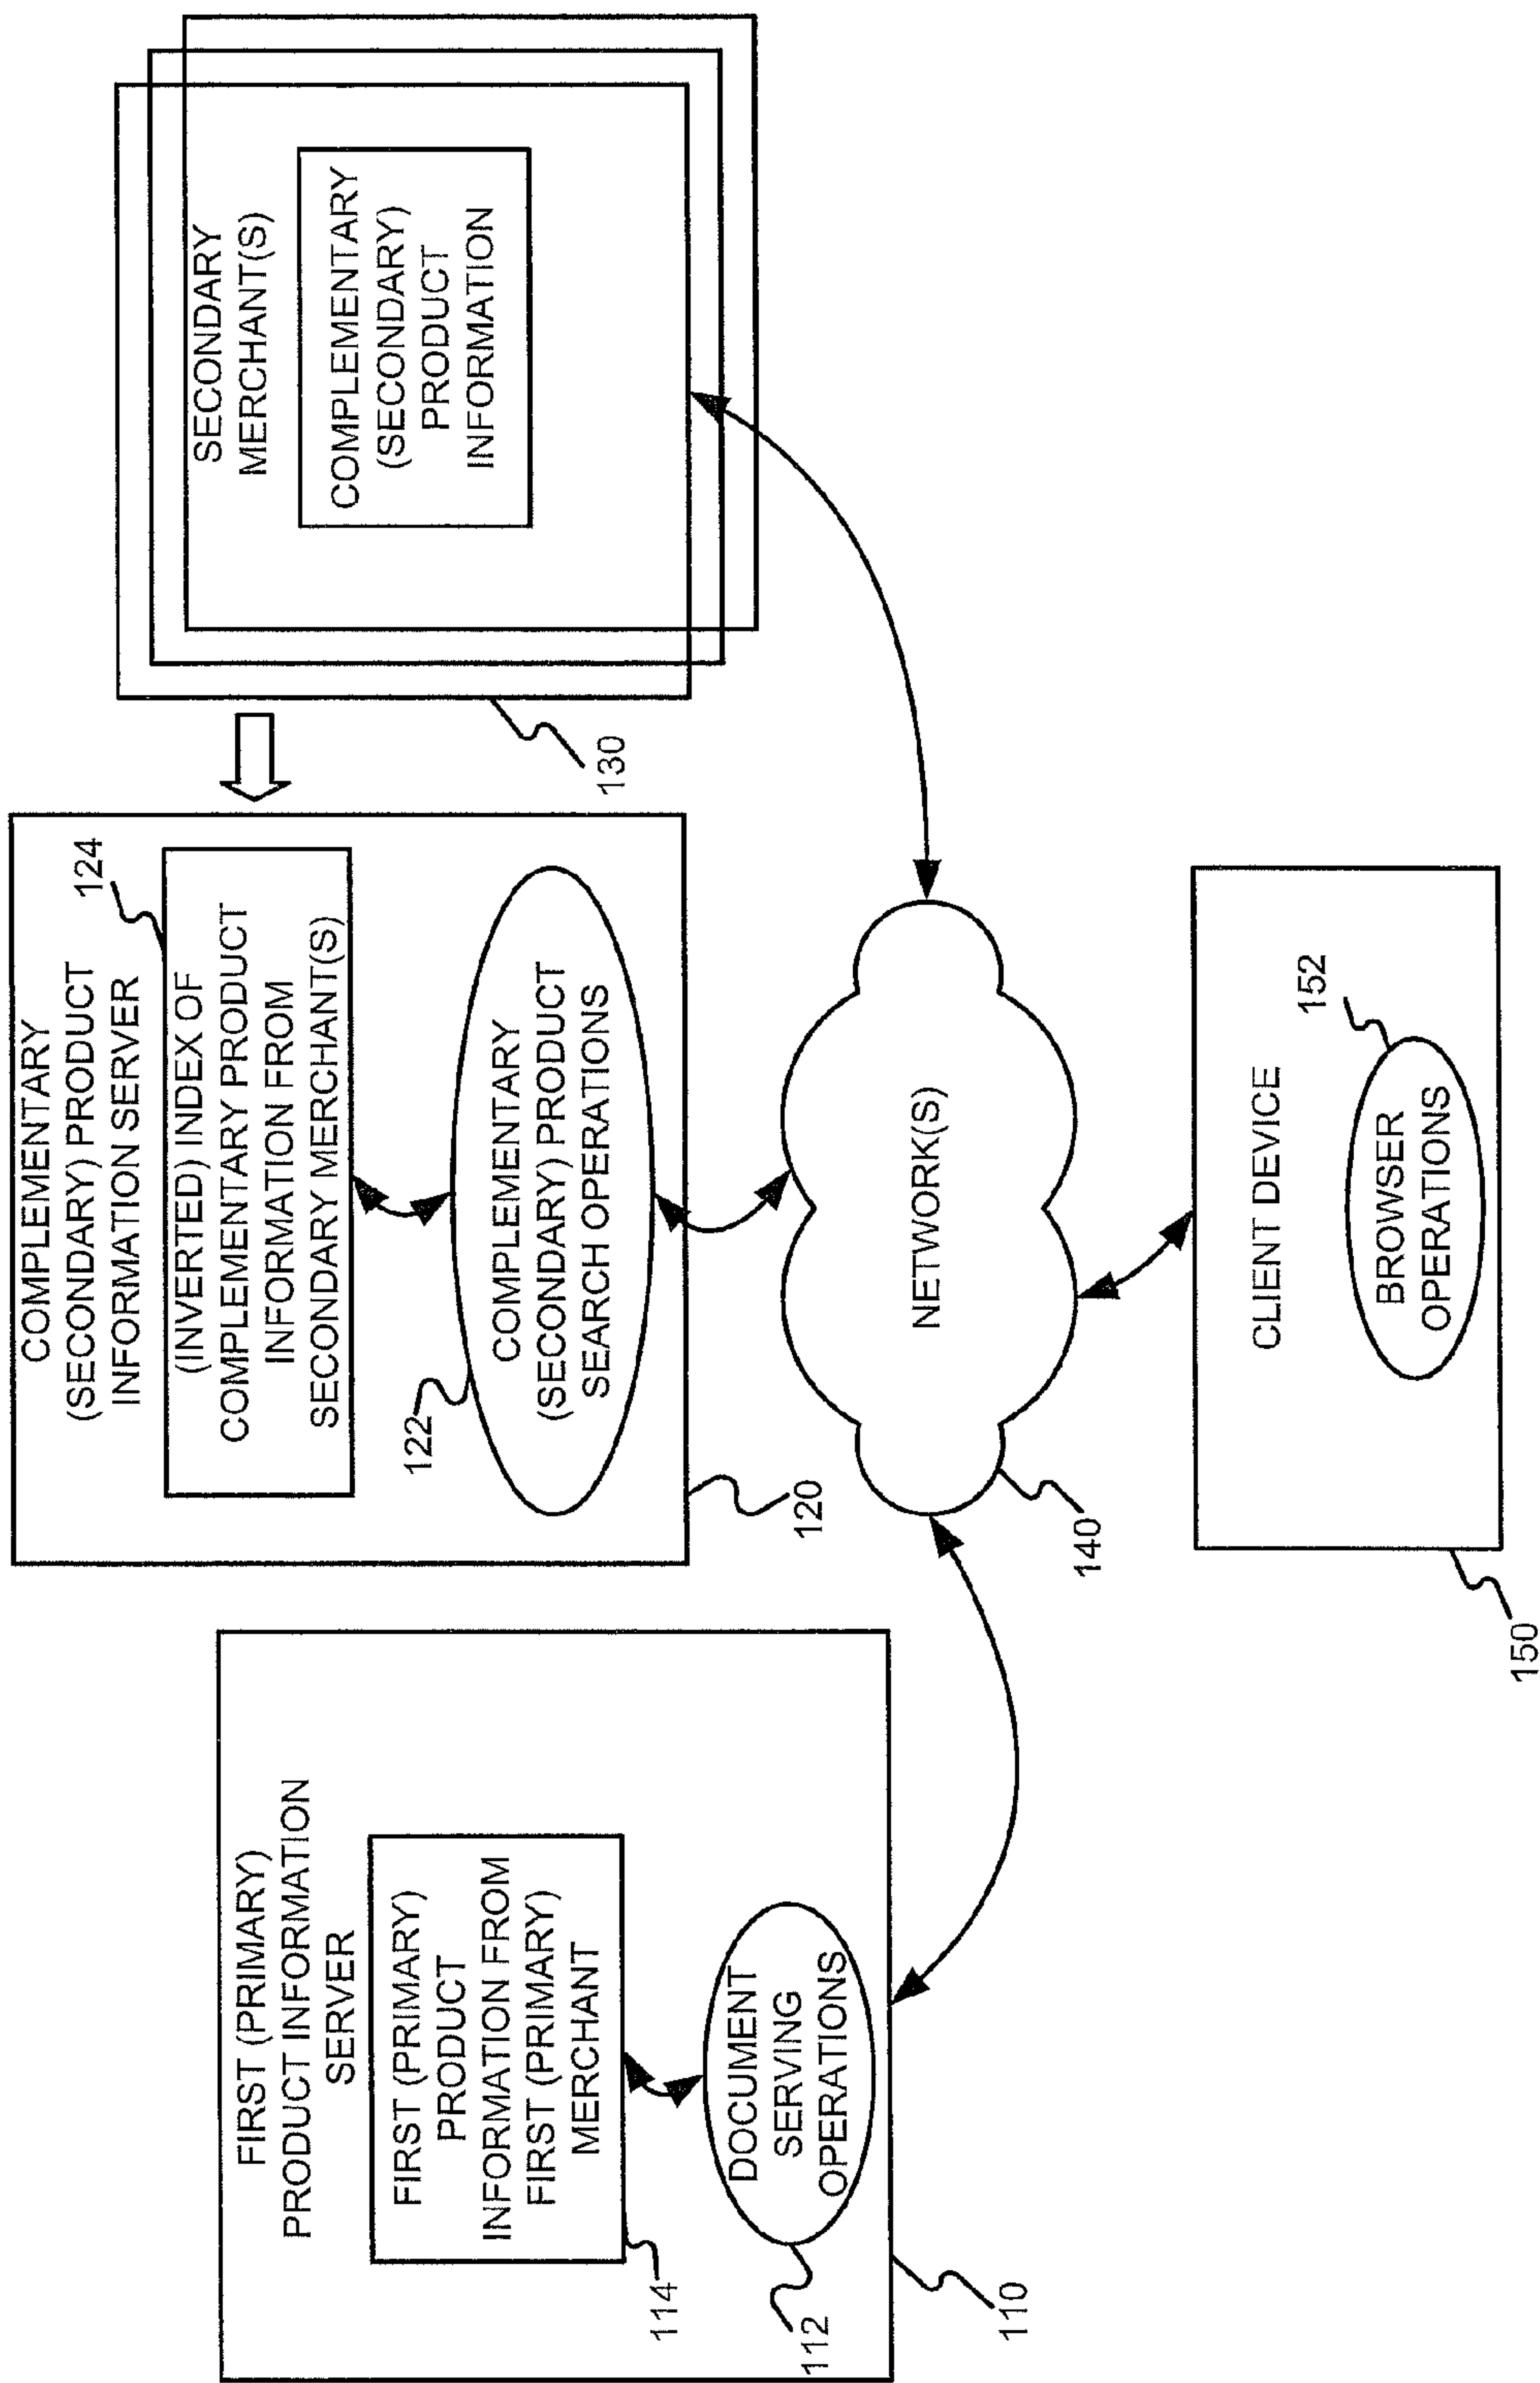 FIRST (PRIMARY)
PRODUCT INFORMATION
SERVER
FIRST (PRIMARY)
PRODUCT
INFORMATION FROM
FIRST (PRIMARY)
MERCHANT
114
DOCUMENT
SERVING
OPERATIONS
112
110
COMPLEMENTARY
(SECONDARY) PRODUCT
INFORMATION SERVER
124
(INVERTED) INDEX OF
COMPLEMENTARY PRODUCT
INFORMATION FROM
SECONDARY MERCHANT(S)
122
COMPLEMENTARY
(SECONDARY) PRODUCT
SEARCH OPERATIONS
120
SECONDARY
MERCHANT(S)
COMPLEMENTARY
(SECONDARY)
PRODUCT
INFORMATION
130
NETWORK(S)
140
CLIENT DEVICE
152
BROWSER
OPERATIONS
150